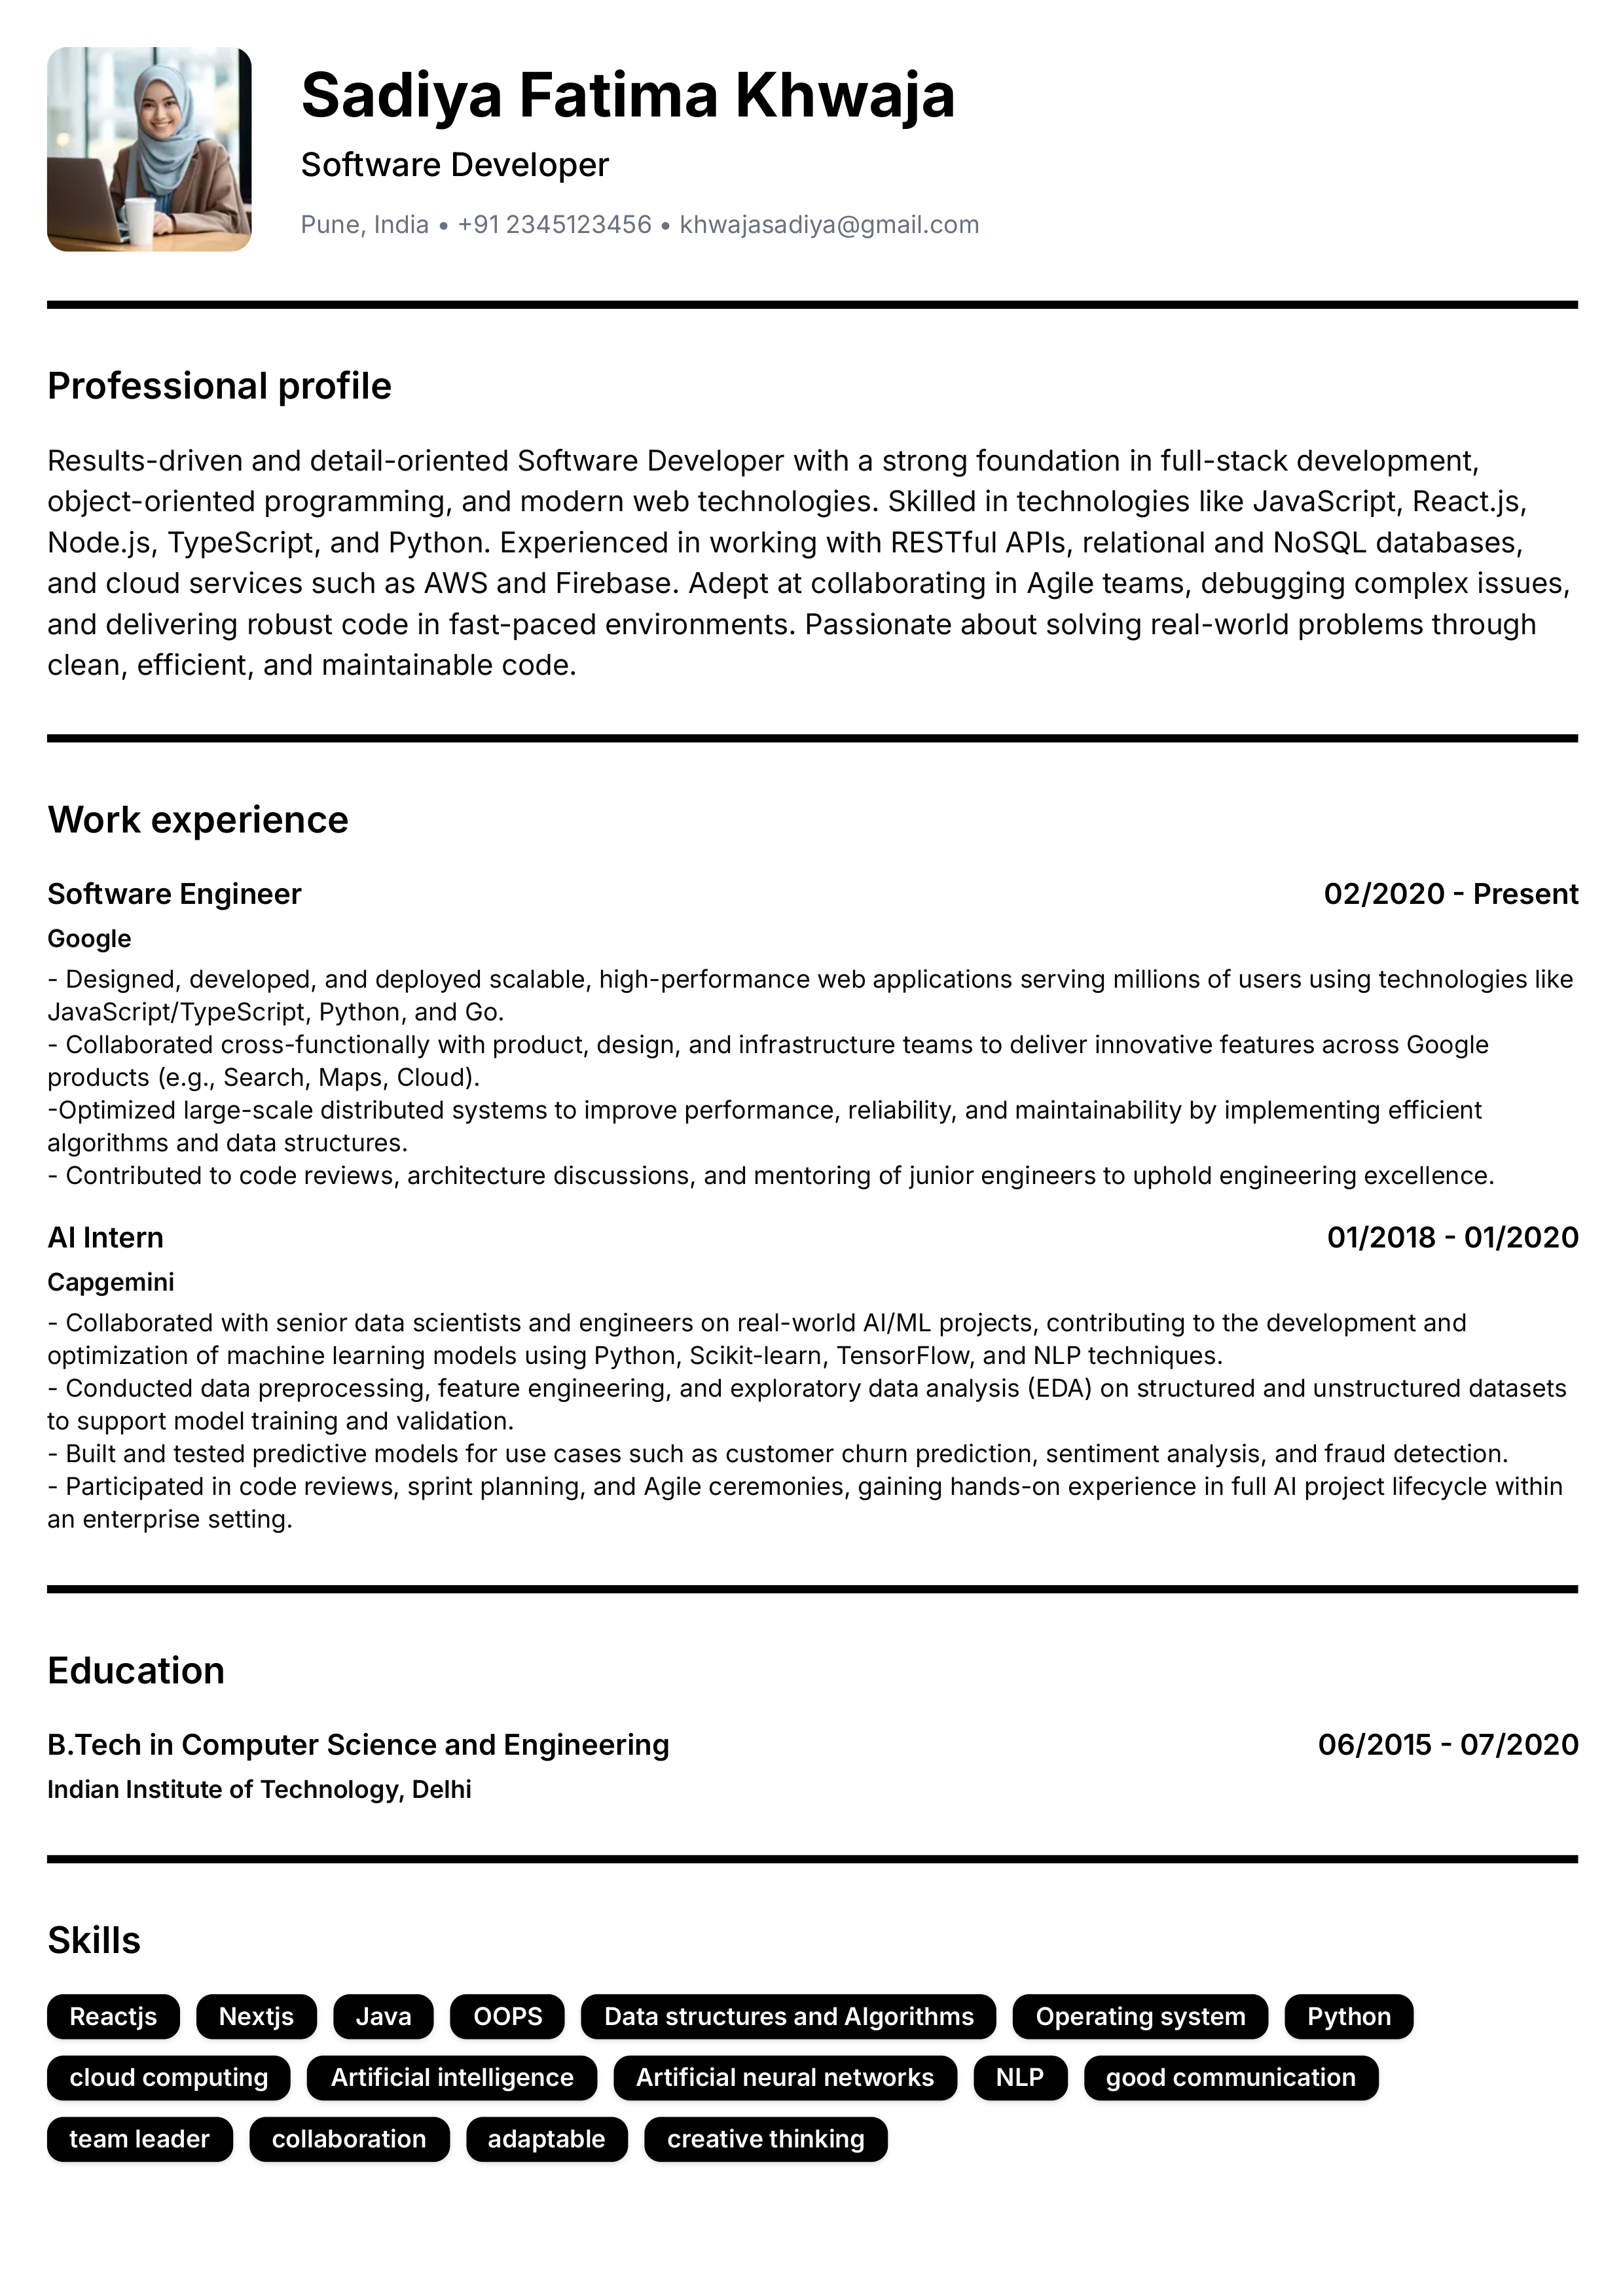 Sadiya Fatima Khwaja
Software Developer
Pune, India • +91 2345123456 • khwajasadiya@gmail.com
Professional profile
Results-driven and detail-oriented Software Developer with a strong foundation in full-stack development,
object-oriented programming, and modern web technologies. Skilled in technologies like JavaScript, React.js,
Node.js, TypeScript, and Python. Experienced in working with RESTful APIs, relational and NoSQL databases,
and cloud services such as AWS and Firebase. Adept at collaborating in Agile teams, debugging complex issues,
and delivering robust code in fast-paced environments. Passionate about solving real-world problems through
clean, efficient, and maintainable code.
Work experience
Software Engineer 02/2020 - Present
Google
- Designed, developed, and deployed scalable, high-performance web applications serving millions of users using technologies like
JavaScript/TypeScript, Python, and Go.
- Collaborated cross-functionally with product, design, and infrastructure teams to deliver innovative features across Google
products (e.g., Search, Maps, Cloud).
-Optimized large-scale distributed systems to improve performance, reliability, and maintainability by implementing efficient
algorithms and data structures.
- Contributed to code reviews, architecture discussions, and mentoring of junior engineers to uphold engineering excellence.
AI Intern 01/2018 - 01/2020
Capgemini
- Collaborated with senior data scientists and engineers on real-world AI/ML projects, contributing to the development and
optimization of machine learning models using Python, Scikit-learn, TensorFlow, and NLP techniques.
- Conducted data preprocessing, feature engineering, and exploratory data analysis (EDA) on structured and unstructured datasets
to support model training and validation.
- Built and tested predictive models for use cases such as customer churn prediction, sentiment analysis, and fraud detection.
- Participated in code reviews, sprint planning, and Agile ceremonies, gaining hands-on experience in full AI project lifecycle within
an enterprise setting.
Education
B.Tech in Computer Science and Engineering 06/2015 - 07/2020
Indian Institute of Technology, Delhi
Skills
Reactjs Nextjs Java OOPS Data structures and Algorithms Operating system Python
cloud computing Artificial intelligence Artificial neural networks NLP good communication
team leader collaboration adaptable creative thinking